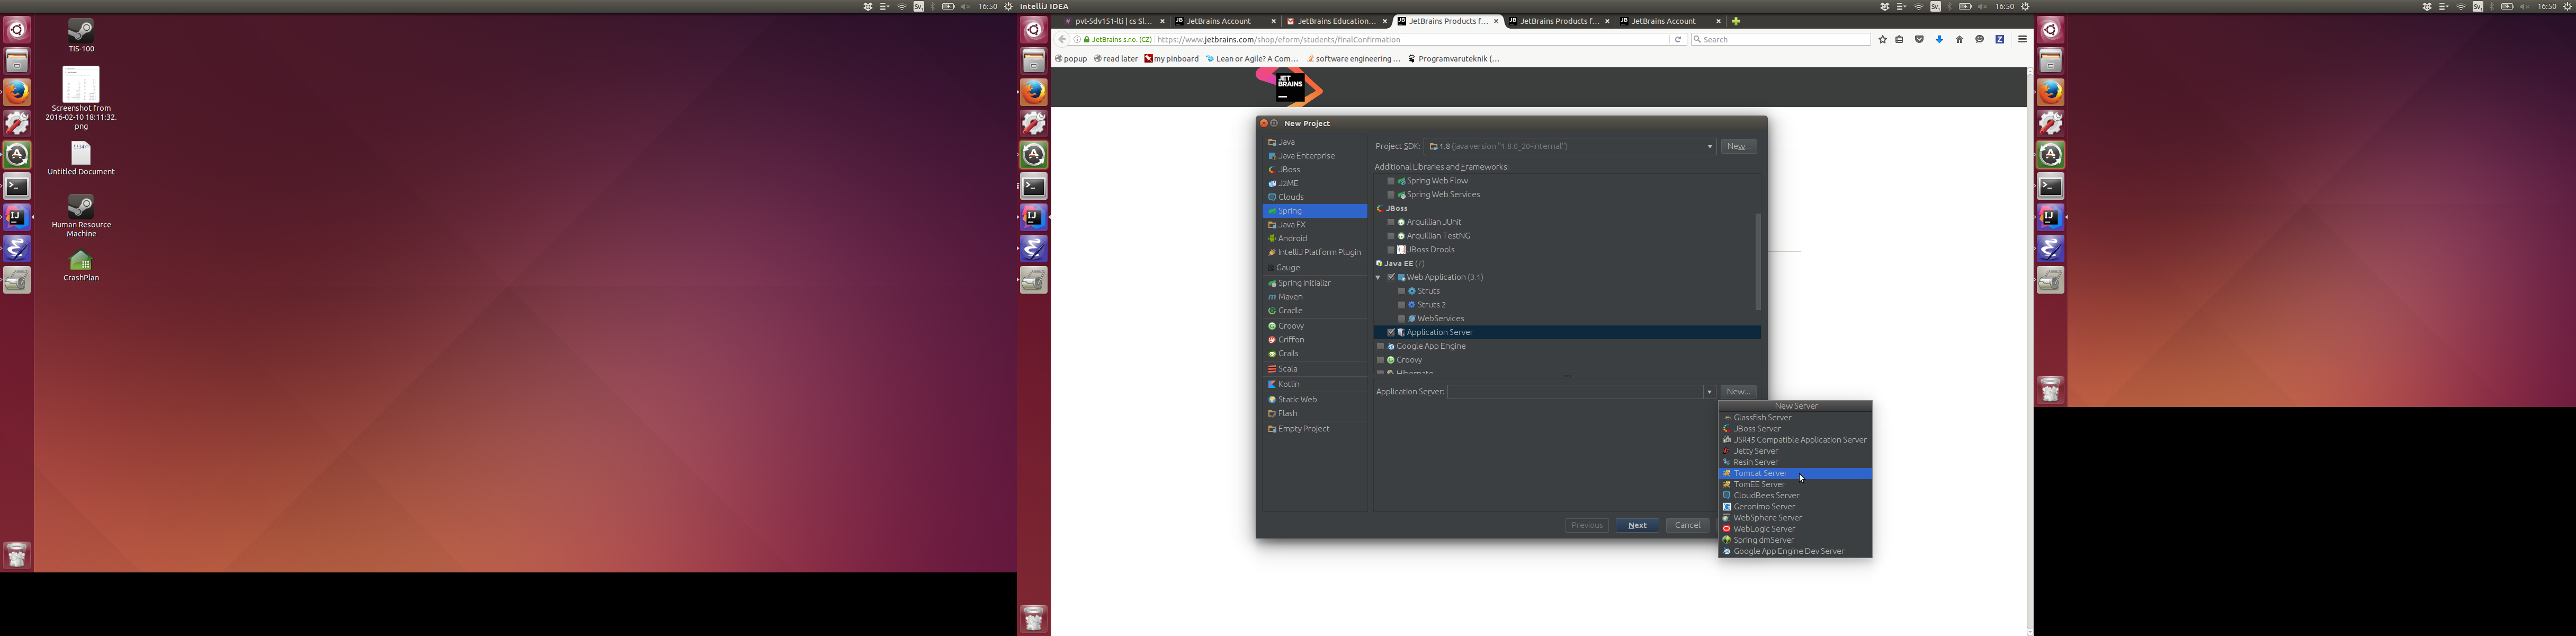 Sv,
16:50
TIS-100
Screenshot from
2016-02-10 18:11:32.
png
Untitled Document
Human Resource
Machine
CrashPlan
IntelliJ IDEA
Sv,
16:50
pvt-5dv151-lti | cs Sl...
JetBrains Account
JetBrains Education...
JetBrains Products f...
JetBrains Products f...
JetBrains Account
JetBrains s.r.o. (CZ)
https://www.jetbrains.com/shop/eform/students/finalConfirmation
Search
popup
read later
my pinboard
Lean or Agile? A Com...
software engineering ...
Programvaruteknik (...
JET
BRAINS
New Project
Java
Java Enterprise
JBoss
J2ME
Clouds
Spring
Java FX
Android
IntelliJ Platform Plugin
Gauge
Spring Initializr
Maven
Gradle
Groovy
Griffon
Grails
Scala
Kotlin
Static Web
Flash
Empty Project
Project SDK:
1.8 (java version "1.8.0_20-internal")
New...
Additional Libraries and Frameworks:
Spring Web Flow
Spring Web Services
JBoss
Arquillian JUnit
Arquillian TestNG
JBoss Drools
Java EE (7)
Web Application (3.1)
Struts
Struts 2
WebServices
Application Server
Google App Engine
Groovy
Hibernate
Application Server:
New...
Previous
Next
Cancel
New Server
Glassfish Server
JBoss Server
JSR45 Compatible Application Server
Jetty Server
Resin Server
Tomcat Server
TomEE Server
CloudBees Server
Geronimo Server
WebSphere Server
WebLogic Server
Spring dmServer
Google App Engine Dev Server
Sv,
16:50